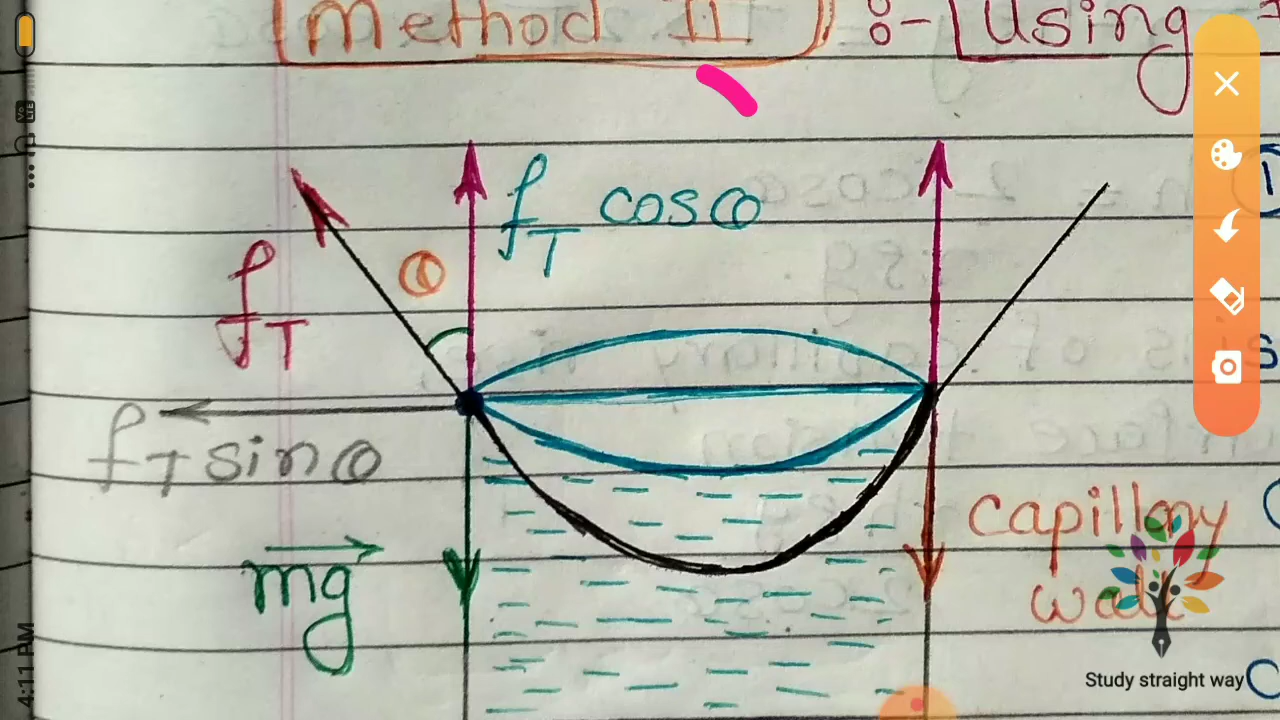 Method II :- Using
f_T cosθ
θ
f_T
f_T sinθ
mg
capillary
wall
Study straight way
4:11 PM